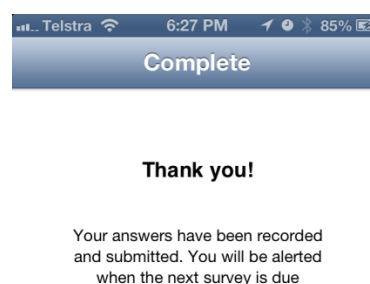 Telstra 6:27 PM 85%
Complete
Thank you!
Your answers have been recorded
and submitted. You will be alerted
when the next survey is due